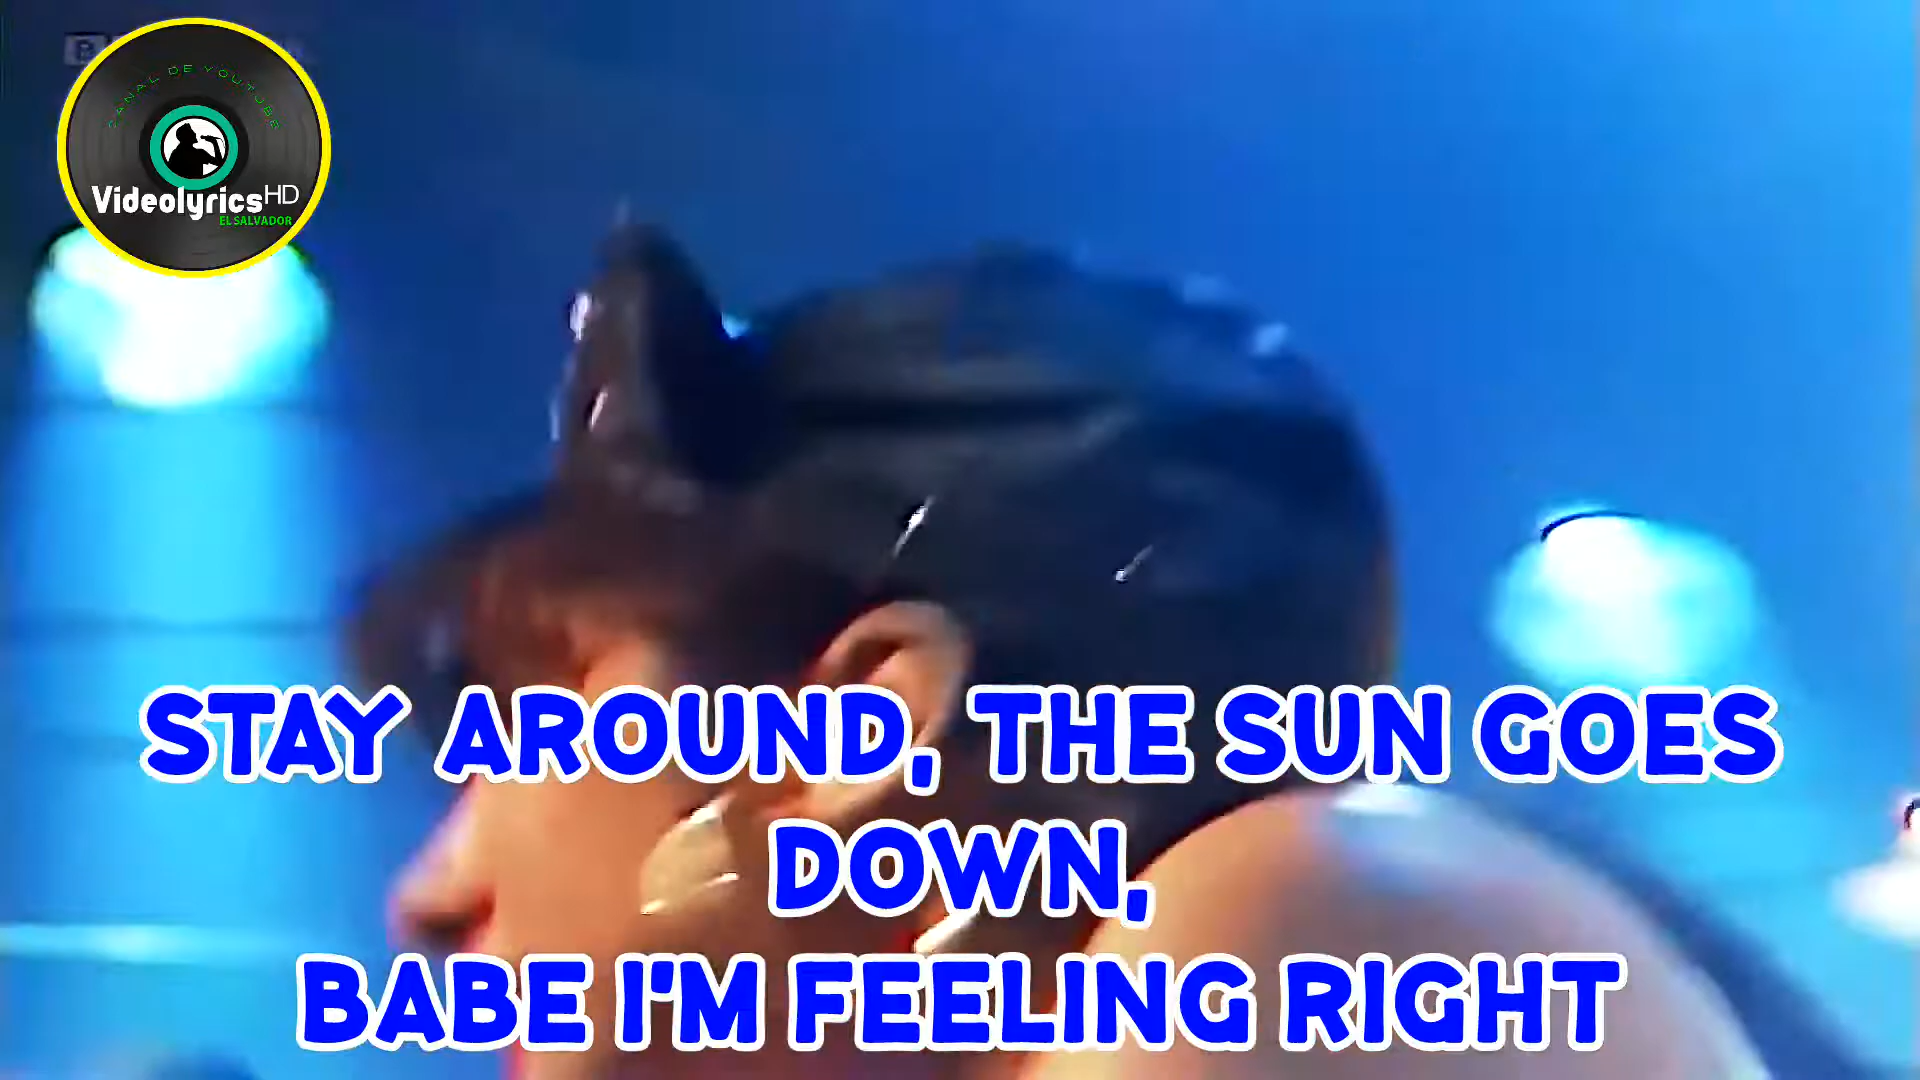 CANAL DE YOUTUBE
VideolyricsHD
EL SALVADOR
STAY AROUND, THE SUN GOES
DOWN,
BABE I'M FEELING RIGHT